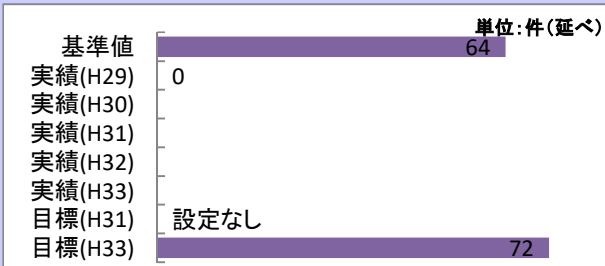 単位:件(延べ)
基準値 64
実績(H29) 0
実績(H30)
実績(H31)
実績(H32)
実績(H33)
目標(H31) 設定なし
目標(H33) 72